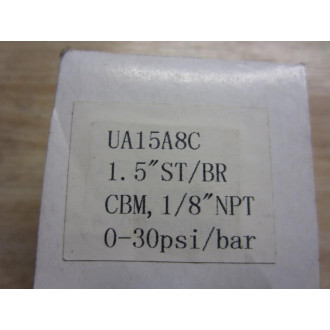 UA15A8C
1.5"ST/BR
CBM, 1/8"NPT
0-30psi/bar